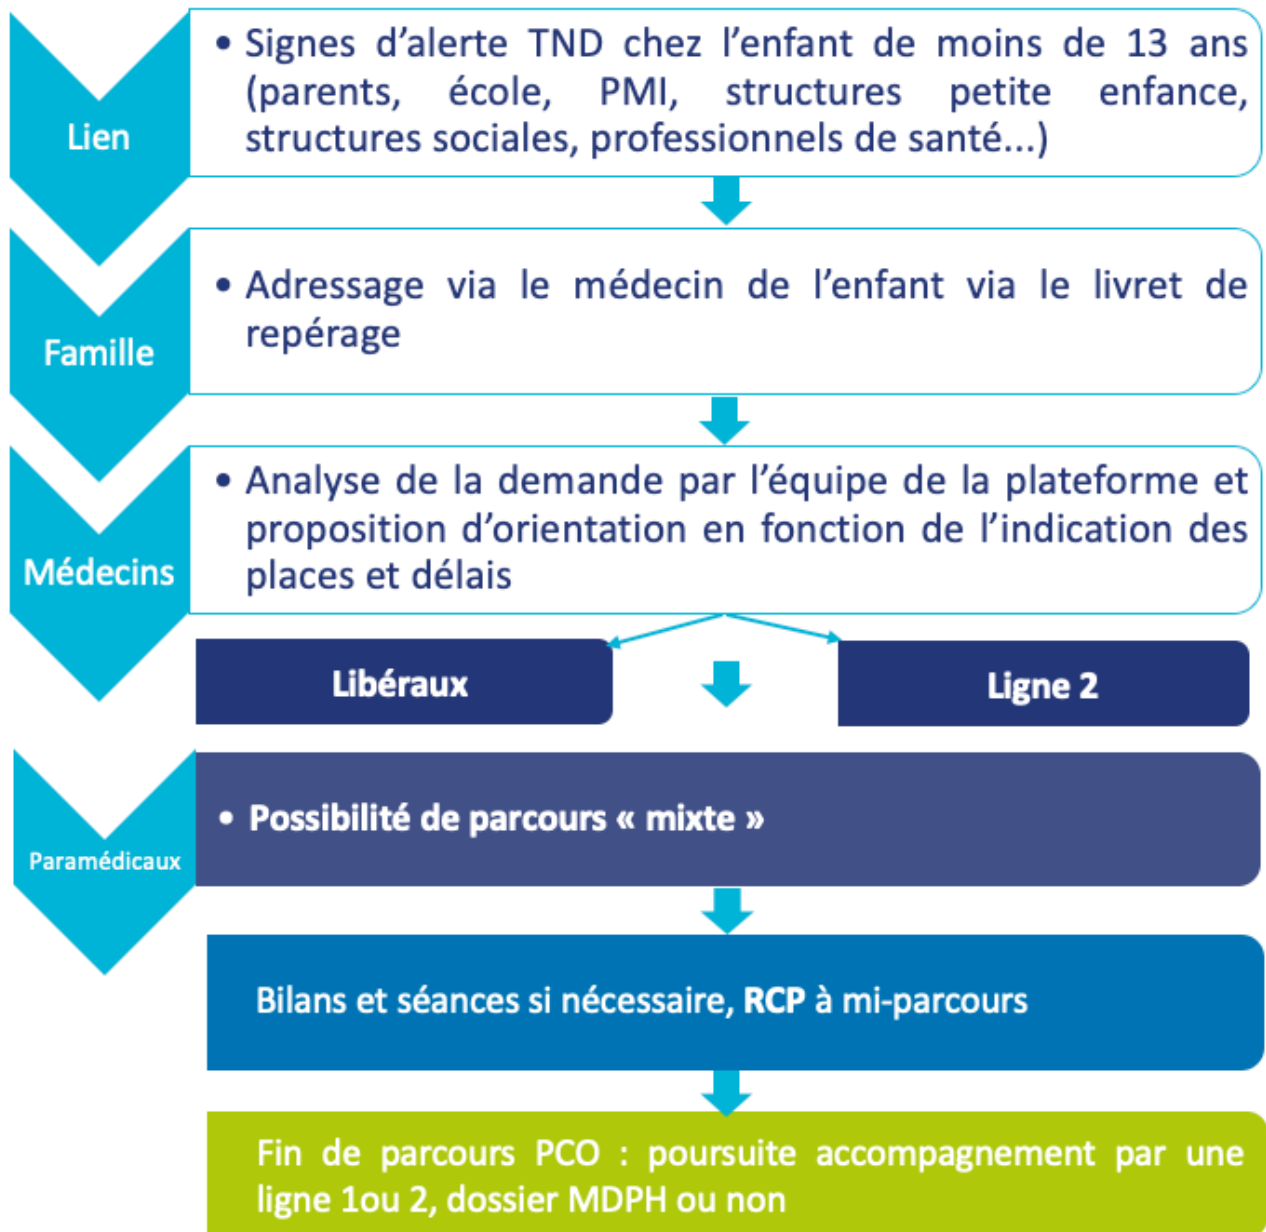 Lien
• Signes d'alerte TND chez l'enfant de moins de 13 ans
(parents, école, PMI, structures petite enfance,
structures sociales, professionnels de santé...)
Famille
• Adressage via le médecin de l'enfant via le livret de
repérage
Médecins
• Analyse de la demande par l'équipe de la plateforme et
proposition d'orientation en fonction de l'indication des
places et délais
Libéraux
Ligne 2
Paramédicaux
• Possibilité de parcours « mixte »
Bilans et séances si nécessaire, RCP à mi-parcours
Fin de parcours PCO : poursuite accompagnement par une
ligne 1ou 2, dossier MDPH ou non